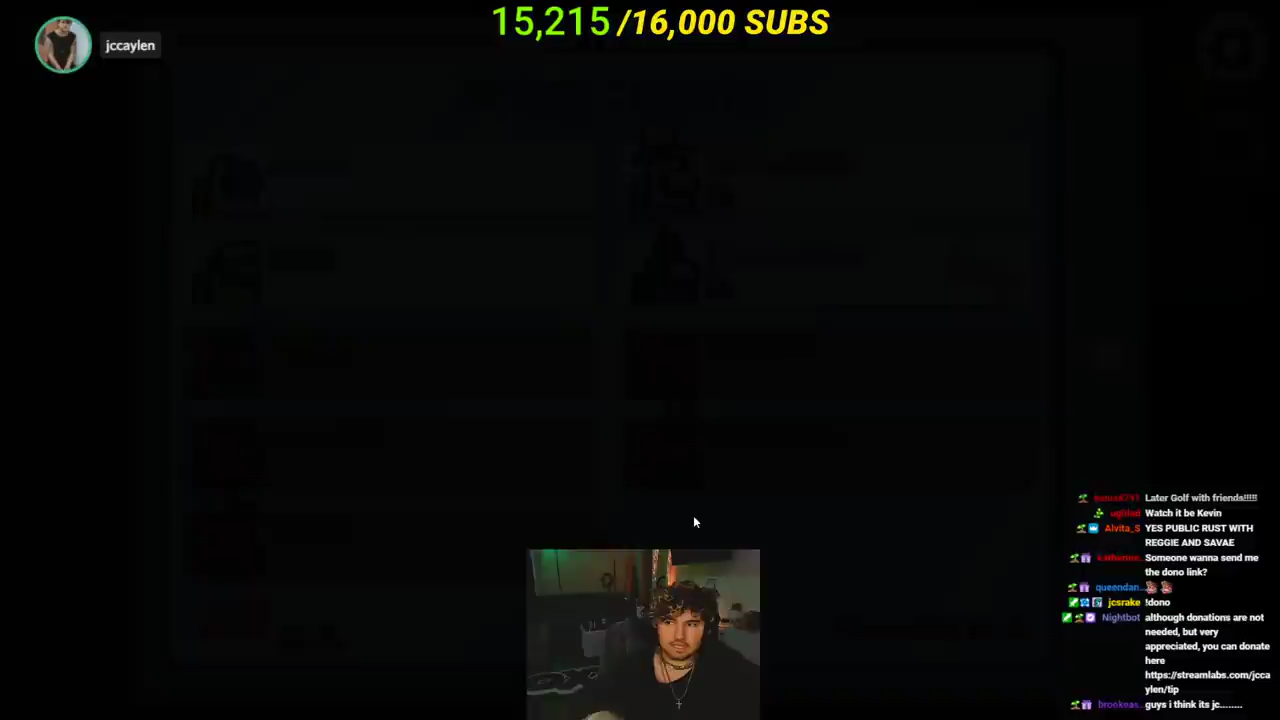 15,215 /16,000 SUBS
jccaylen
Later Golf with friends!!!!!
Watch it be Kevin
Alvita_S YES PUBLIC RUST WITH
REGGIE AND SAVAE
Someone wanna send me
the dono link?
queendan...
jcsrake !dono
Nightbot although donations are not
needed, but very
appreciated, you can donate
here
https://streamlabs.com/jcca
ylen/tip
brookeas... guys i think its jc........